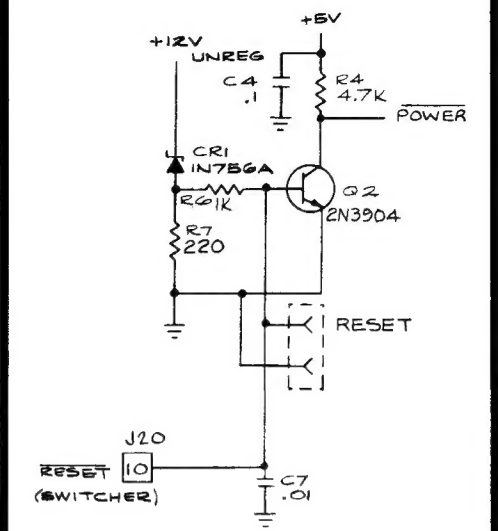 +5V
+12V
UNREG
C4
.1
R4
4.7K
POWER
CR1
IN756A
R6 1K
Q2
2N3904
R7
220
RESET
J20
RESET 10
(SWITCHER)
C7
.01